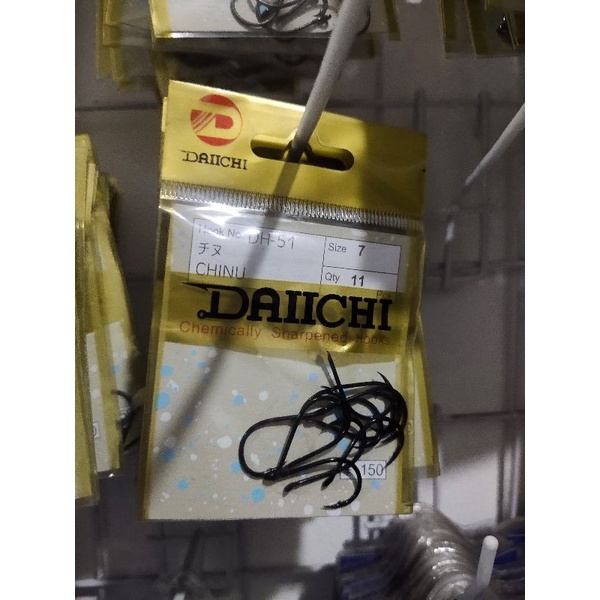 DAIICHI
Hook No. DH-51
チヌ
CHINU
Size 7
Qty 11
DAIICHI
Chemically Sharpened Hooks
150